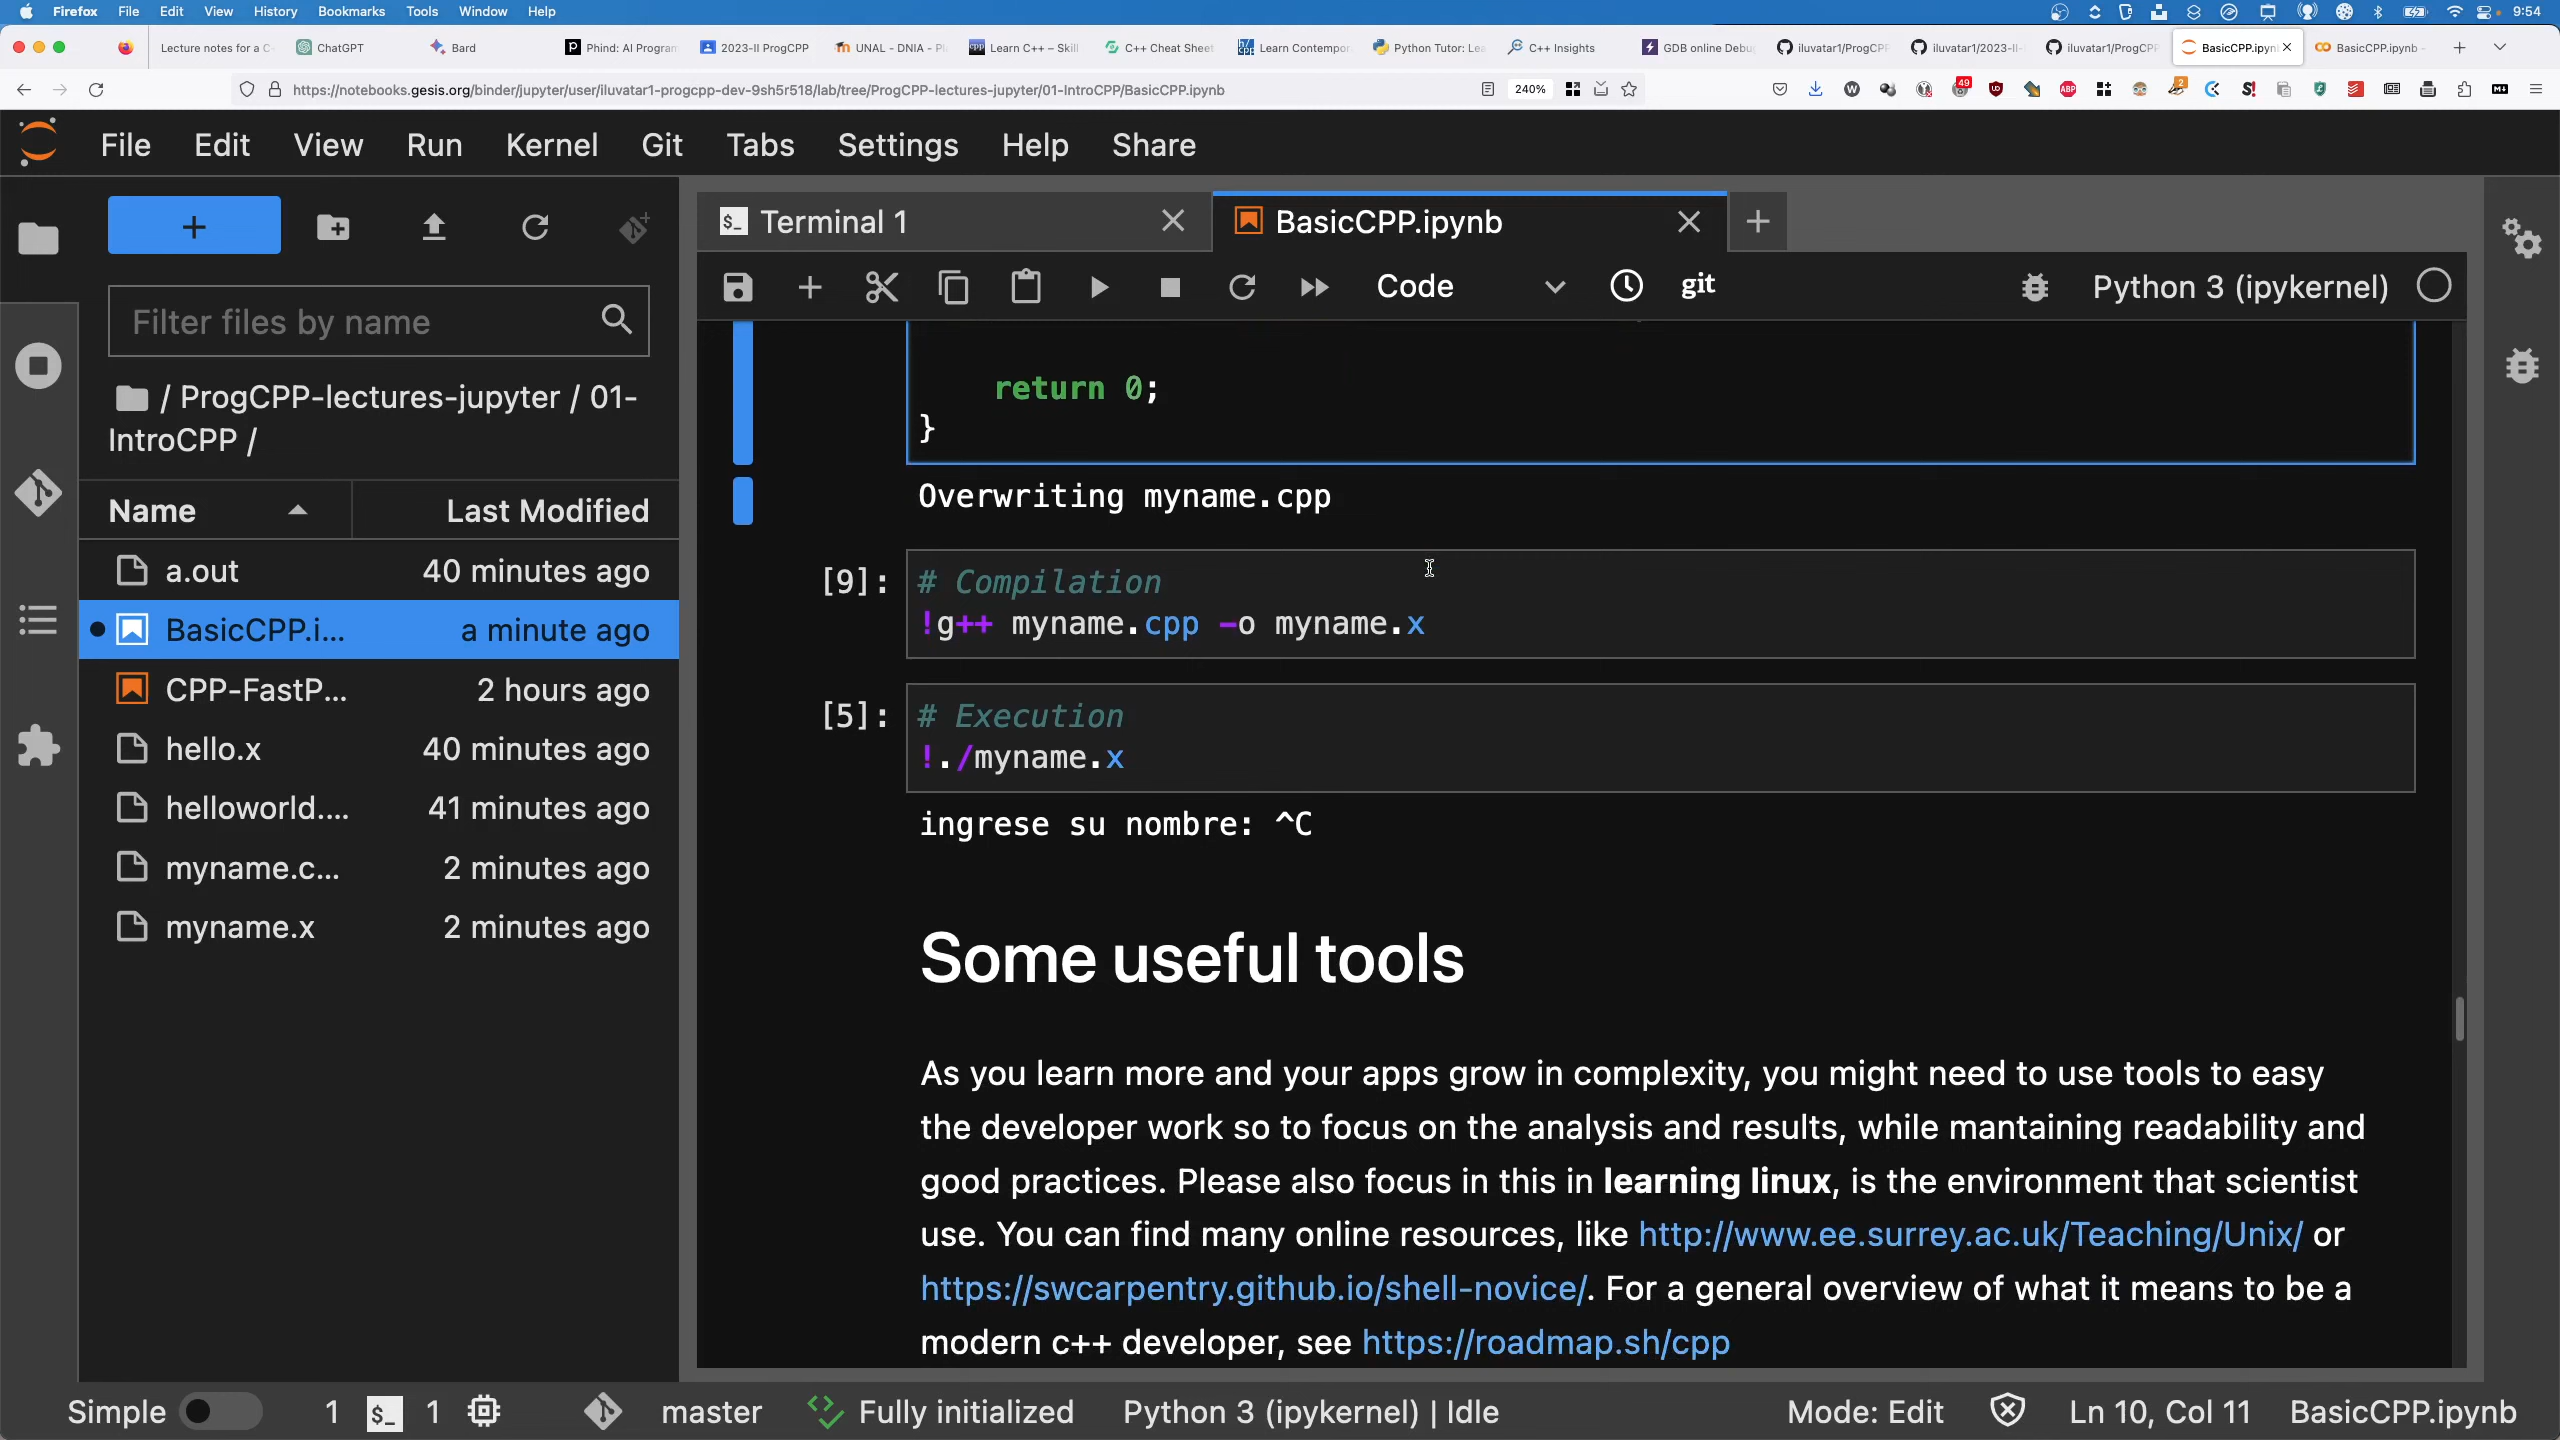 Firefox File Edit View History Bookmarks Tools Window Help 9:54
Lecture notes for a C ChatGPT Bard Phind: AI Program 2023-II ProgCPP UNAL - DNIA - Pl Learn C++ – Skill C++ Cheat Sheet Learn Contempor Python Tutor: Lea C++ Insights GDB online Debu iluvatar1/ProgCPP iluvatar1/2023-II- iluvatar1/ProgCPP BasicCPP.ipyn BasicCPP.ipynb -
https://notebooks.gesis.org/binder/jupyter/user/iluvatar1-progcpp-dev-9sh5r518/lab/tree/ProgCPP-lectures-jupyter/01-IntroCPP/BasicCPP.ipynb 240% 49 2
File Edit View Run Kernel Git Tabs Settings Help Share
Terminal 1 BasicCPP.ipynb
Code git Python 3 (ipykernel)
Filter files by name
/ ProgCPP-lectures-jupyter / 01-
IntroCPP /
Name Last Modified
a.out 40 minutes ago
BasicCPP.i... a minute ago
CPP-FastP... 2 hours ago
hello.x 40 minutes ago
helloworld.... 41 minutes ago
myname.c... 2 minutes ago
myname.x 2 minutes ago
return 0;
}
Overwriting myname.cpp
[9]: # Compilation
!g++ myname.cpp -o myname.x
[5]: # Execution
!./myname.x
ingrese su nombre: ^C
Some useful tools
As you learn more and your apps grow in complexity, you might need to use tools to easy
the developer work so to focus on the analysis and results, while mantaining readability and
good practices. Please also focus in this in learning linux, is the environment that scientist
use. You can find many online resources, like http://www.ee.surrey.ac.uk/Teaching/Unix/ or
https://swcarpentry.github.io/shell-novice/. For a general overview of what it means to be a
modern c++ developer, see https://roadmap.sh/cpp
Simple 1 $_ 1 master Fully initialized Python 3 (ipykernel) | Idle Mode: Edit Ln 10, Col 11 BasicCPP.ipynb